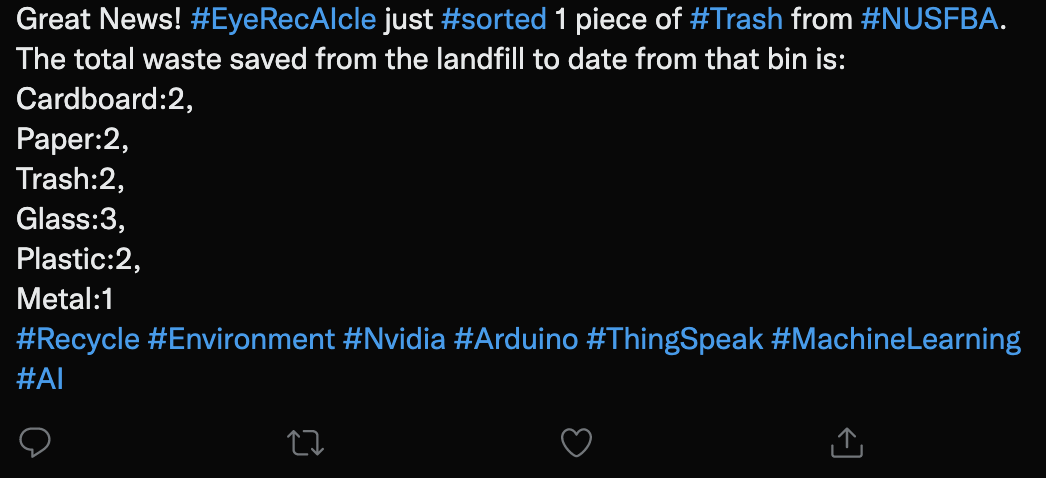 Great News! #EyeRecAIcle just #sorted 1 piece of #Trash from #NUSFBA.
The total waste saved from the landfill to date from that bin is:
Cardboard:2,
Paper:2,
Trash:2,
Glass:3,
Plastic:2,
Metal:1
#Recycle #Environment #Nvidia #Arduino #ThingSpeak #MachineLearning
#AI